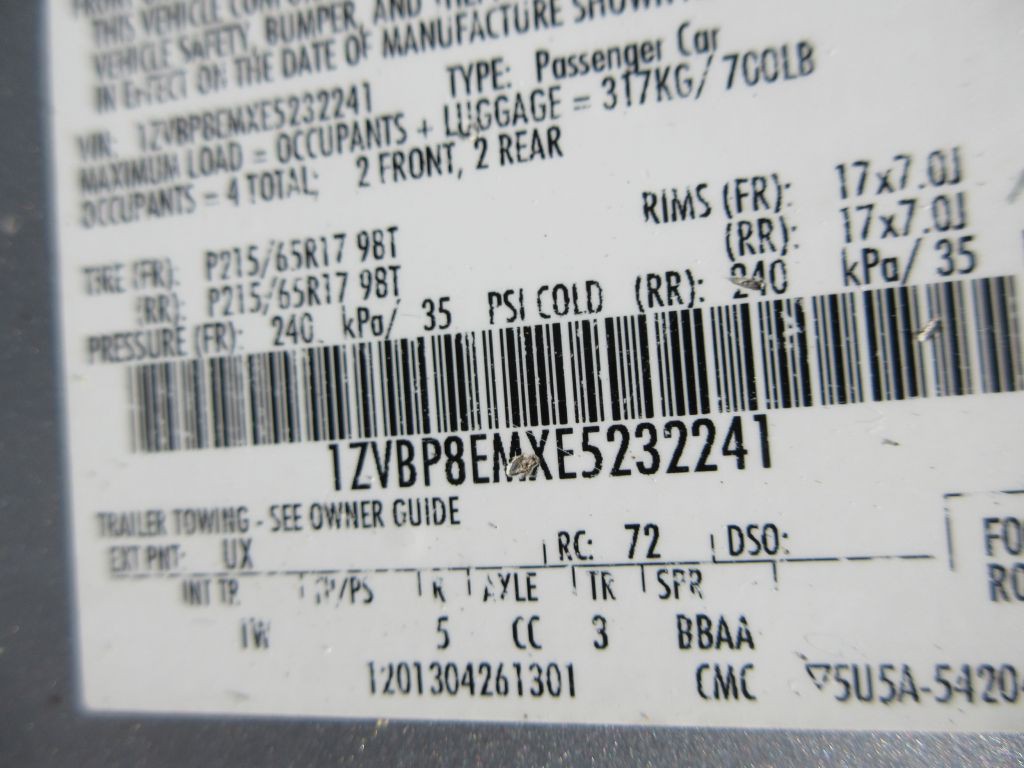 THIS VEHICLE
VEHICLE SAFETY, BUMPER, AND
IN EFFECT ON THE DATE OF MANUFACTURE SHOWN
VIN: 1ZVBP8EMXE5232241 TYPE: Passenger Car
MAXIMUM LOAD = OCCUPANTS + LUGGAGE = 317KG/ 700LB
OCCUPANTS = 4 TOTAL; 2 FRONT, 2 REAR
TIRE (FR): P215/65R17 98T RIMS (FR): 17x7.0J
(RR): P215/65R17 98T (RR): 17x7.0J
PRESSURE (FR): 240 kPa/ 35 PSI COLD (RR): 240 kPa/ 35
1ZVBP8EMXE5232241
TRAILER TOWING - SEE OWNER GUIDE
EXT PNT: UX RC: 72 DSO:
INT TR TP/PS R AXLE TR SPR
IW 5 CC 3 BBAA
1201304261301 CMC ▽5U5A-5420